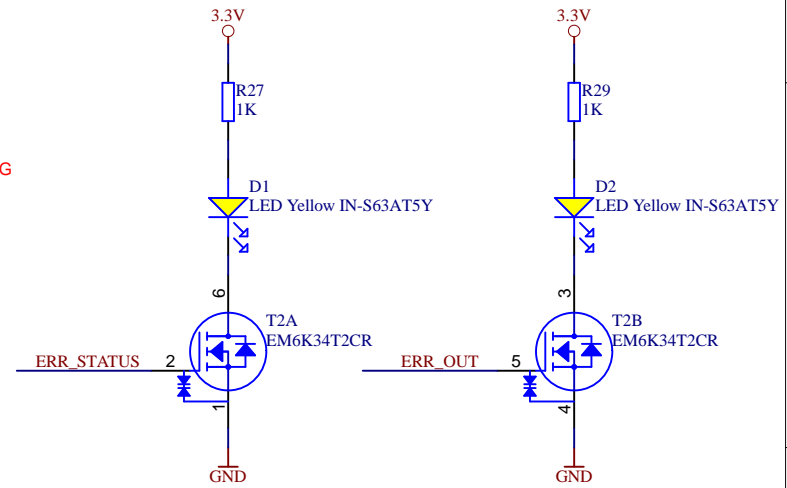 3.3V
3.3V
R27
1K
R29
1K
G
D1
LED Yellow IN-S63AT5Y
D2
LED Yellow IN-S63AT5Y
6
3
T2A
EM6K34T2CR
T2B
EM6K34T2CR
ERR_STATUS
2
ERR_OUT
5
1
4
GND
GND